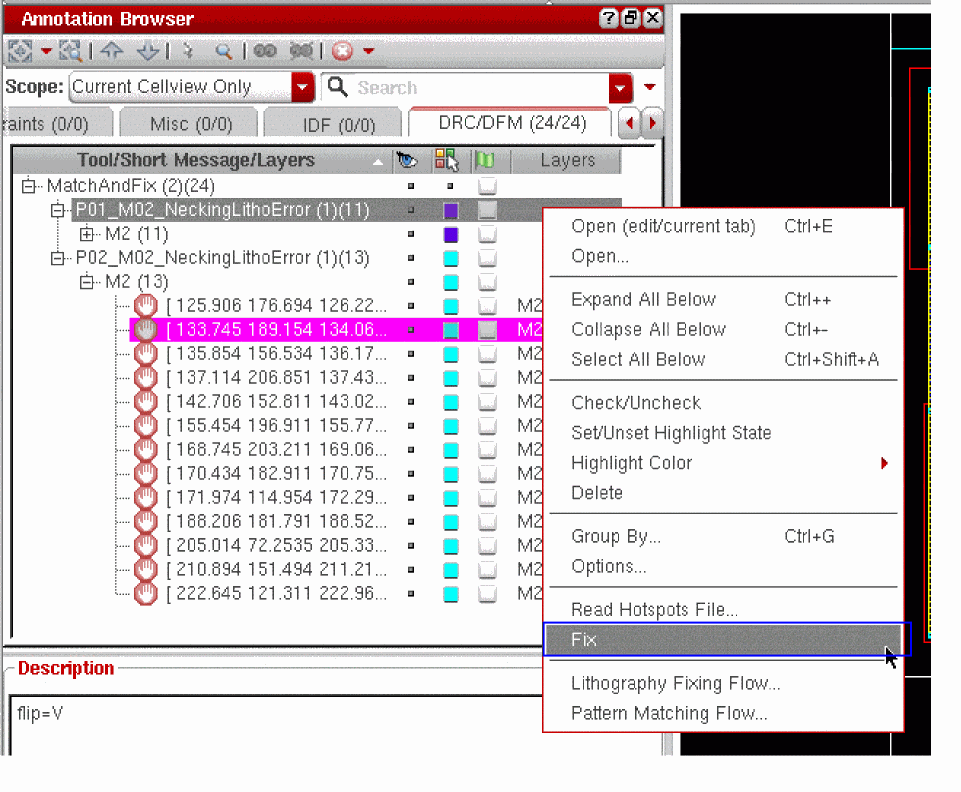 Annotation Browser
Scope: Current Cellview Only Search
raints (0/0) Misc (0/0) IDF (0/0) DRC/DFM (24/24)
Tool/Short Message/Layers Layers
MatchAndFix (2)(24)
P01_M02_NeckingLithoError (1)(11)
M2 (11)
P02_M02_NeckingLithoError (1)(13)
M2 (13)
[ 125.906 176.694 126.22... M2
[ 133.745 189.154 134.06... M2
[ 135.854 156.534 136.17... M2
[ 137.114 206.851 137.43... M2
[ 142.706 152.811 143.02... M2
[ 155.454 196.911 155.77... M2
[ 168.745 203.211 169.06... M2
[ 170.434 182.911 170.75... M2
[ 171.974 114.954 172.29... M2
[ 188.206 181.791 188.52... M2
[ 205.014 72.2535 205.33... M2
[ 210.894 151.494 211.21... M2
[ 222.645 121.311 222.96... M2
Open (edit/current tab) Ctrl+E
Open...
Expand All Below Ctrl++
Collapse All Below Ctrl+-
Select All Below Ctrl+Shift+A
Check/Uncheck
Set/Unset Highlight State
Highlight Color
Delete
Group By... Ctrl+G
Options...
Read Hotspots File...
Fix
Lithography Fixing Flow...
Pattern Matching Flow...
Description
flip=V